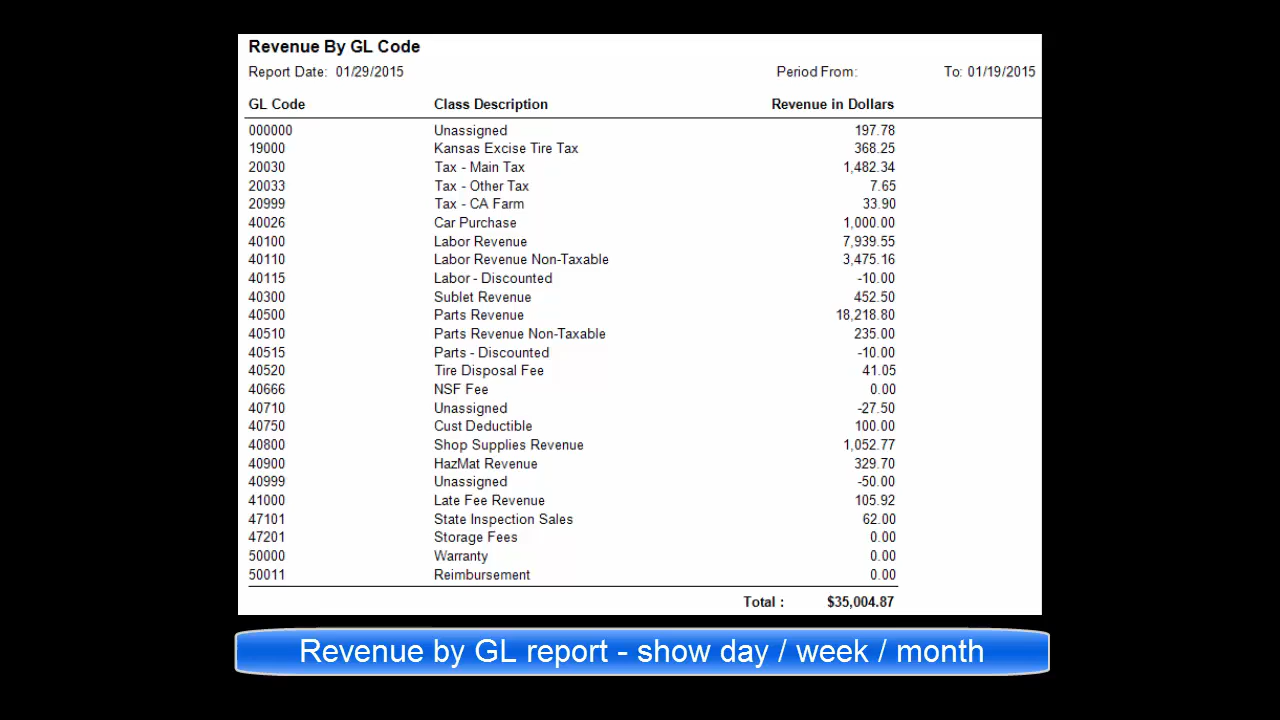 Revenue By GL Code
Report Date: 01/29/2015 Period From: To: 01/19/2015
GL Code Class Description Revenue in Dollars
000000 Unassigned 197.78
19000 Kansas Excise Tire Tax 368.25
20030 Tax - Main Tax 1,482.34
20033 Tax - Other Tax 7.65
20999 Tax - CA Farm 33.90
40026 Car Purchase 1,000.00
40100 Labor Revenue 7,939.55
40110 Labor Revenue Non-Taxable 3,475.16
40115 Labor - Discounted -10.00
40300 Sublet Revenue 452.50
40500 Parts Revenue 18,218.80
40510 Parts Revenue Non-Taxable 235.00
40515 Parts - Discounted -10.00
40520 Tire Disposal Fee 41.05
40666 NSF Fee 0.00
40710 Unassigned -27.50
40750 Cust Deductible 100.00
40800 Shop Supplies Revenue 1,052.77
40900 HazMat Revenue 329.70
40999 Unassigned -50.00
41000 Late Fee Revenue 105.92
47101 State Inspection Sales 62.00
47201 Storage Fees 0.00
50000 Warranty 0.00
50011 Reimbursement 0.00
Total : $35,004.87
Revenue by GL report - show day / week / month